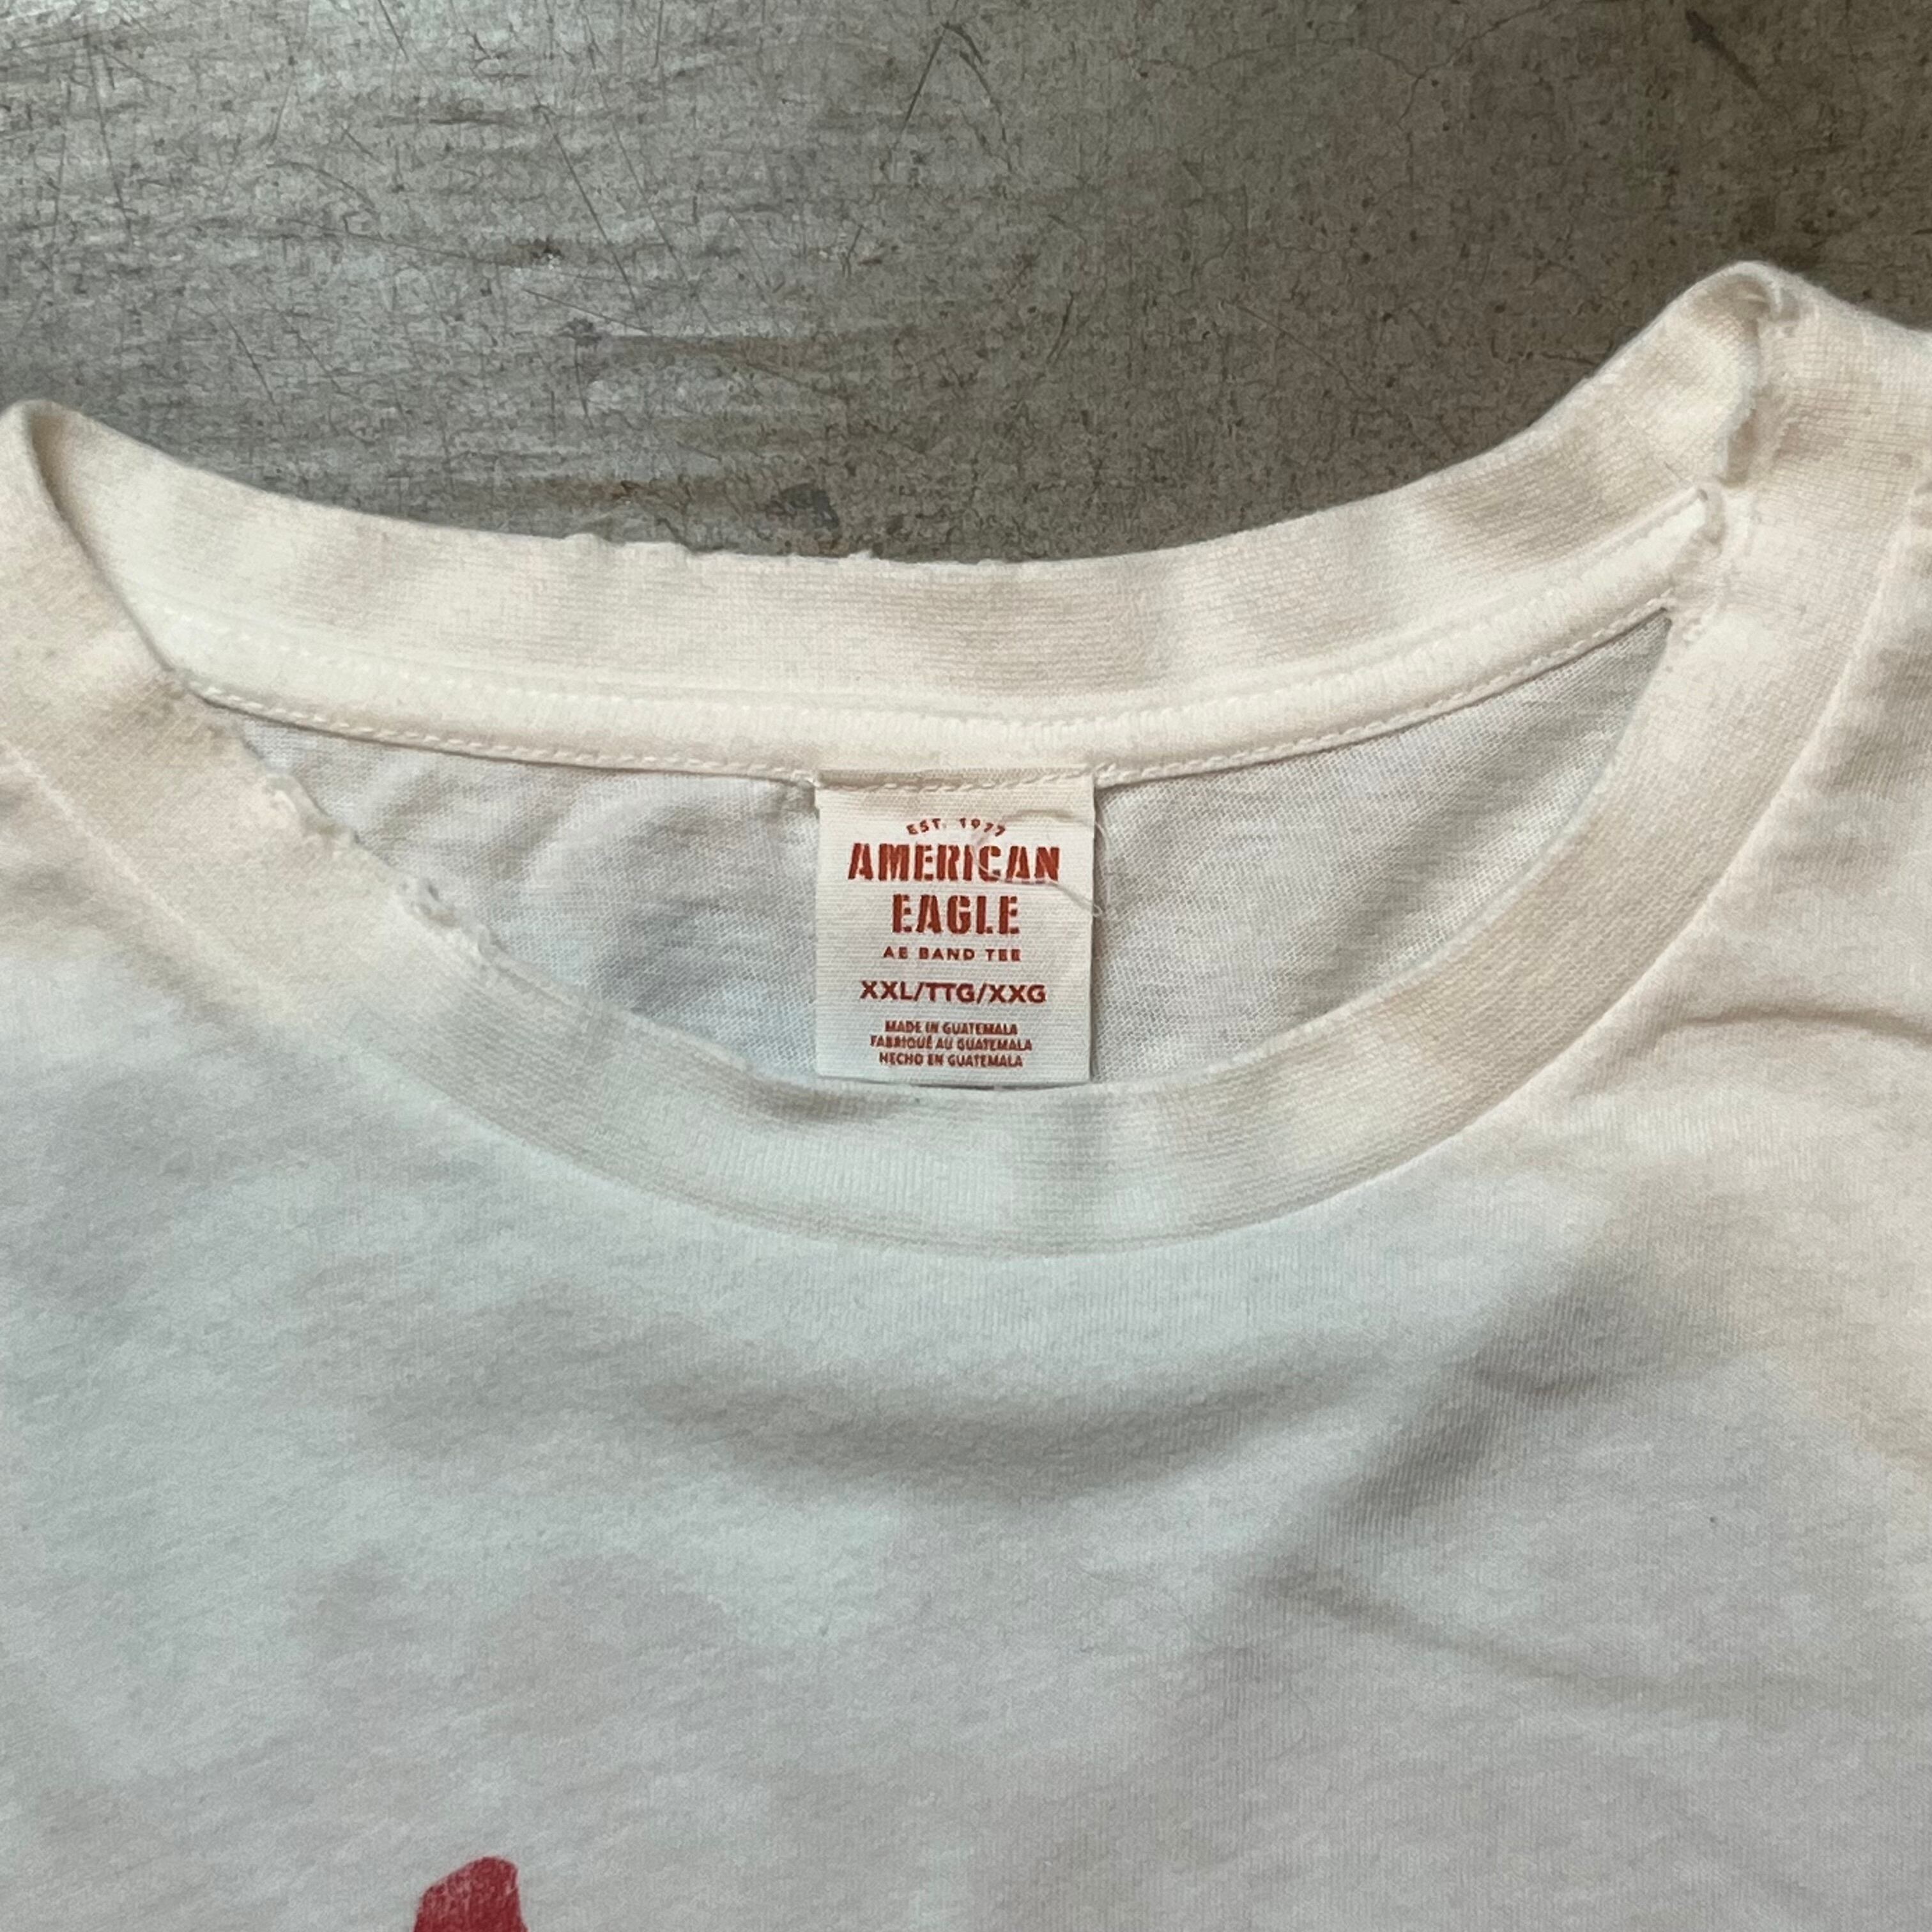 EST. 1977
AMERICAN
EAGLE
AE BAND TEE
XXL/TTG/XXG
MADE IN GUATEMALA
FABRIQUÉ AU GUATEMALA
HECHO EN GUATEMALA